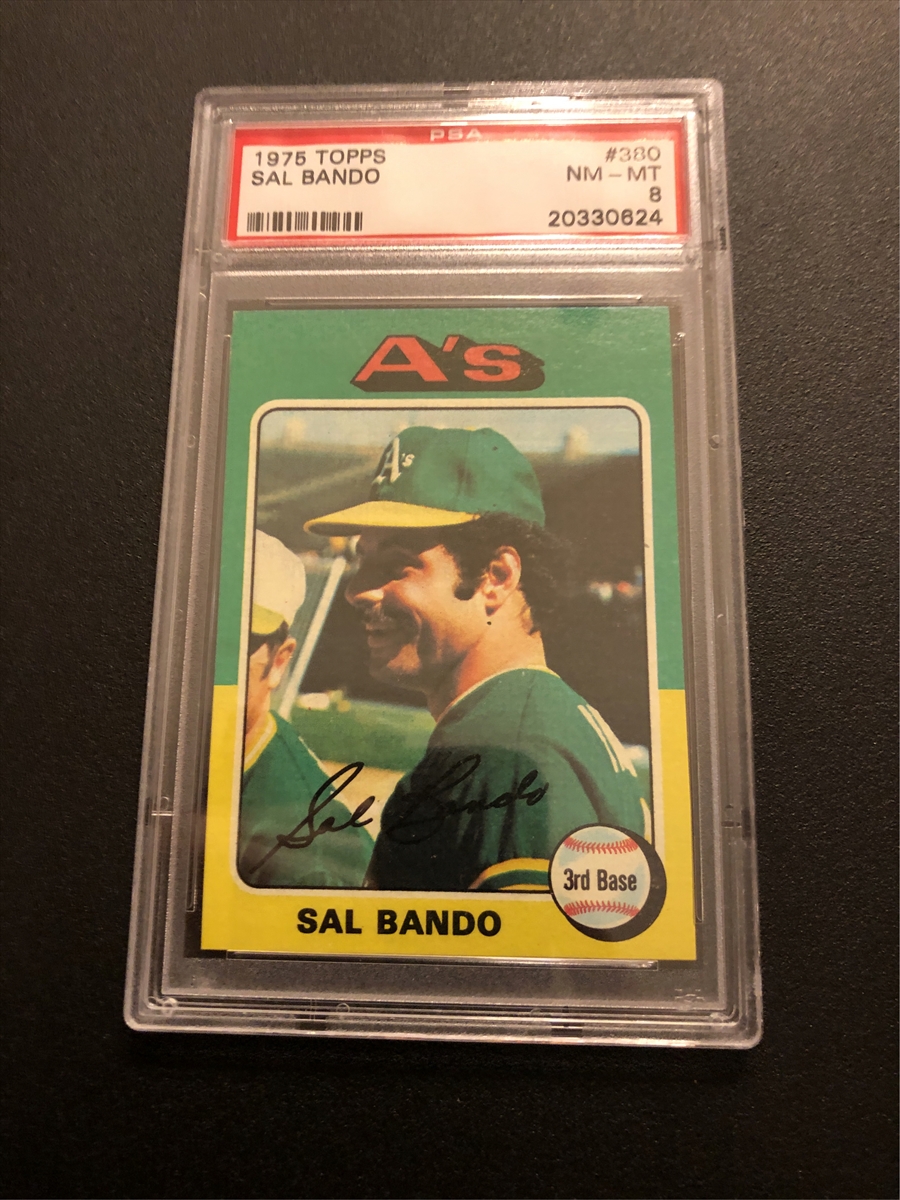 PSA
1975 TOPPS #380
SAL BANDO NM - MT
8
20330624
A's
A's
Sal Bando
3rd Base
SAL BANDO